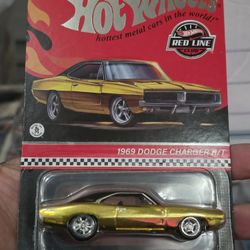 Hot Wheels
hottest metal cars in the world!
RED LINE
1969 DODGE CHARGER R/T